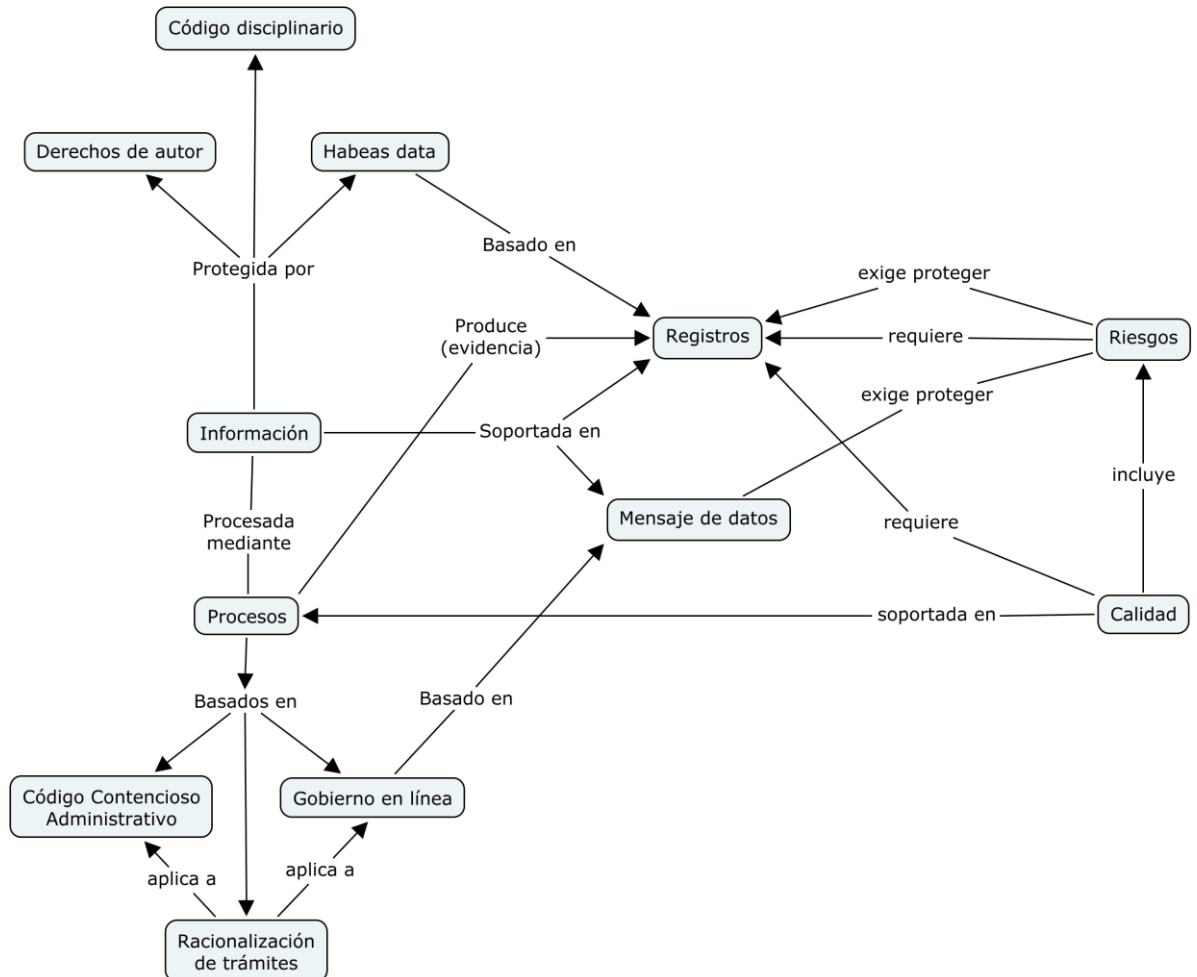 Código disciplinario
Derechos de autor
Habeas data
Protegida por
Basado en
exige proteger
Produce
(evidencia)
Registros
requiere
Riesgos
exige proteger
Información
Soportada en
incluye
Mensaje de datos
requiere
Procesada
mediante
Procesos
soportada en
Calidad
Basados en
Basado en
Código Contencioso
Administrativo
Gobierno en línea
aplica a
aplica a
Racionalización
de trámites